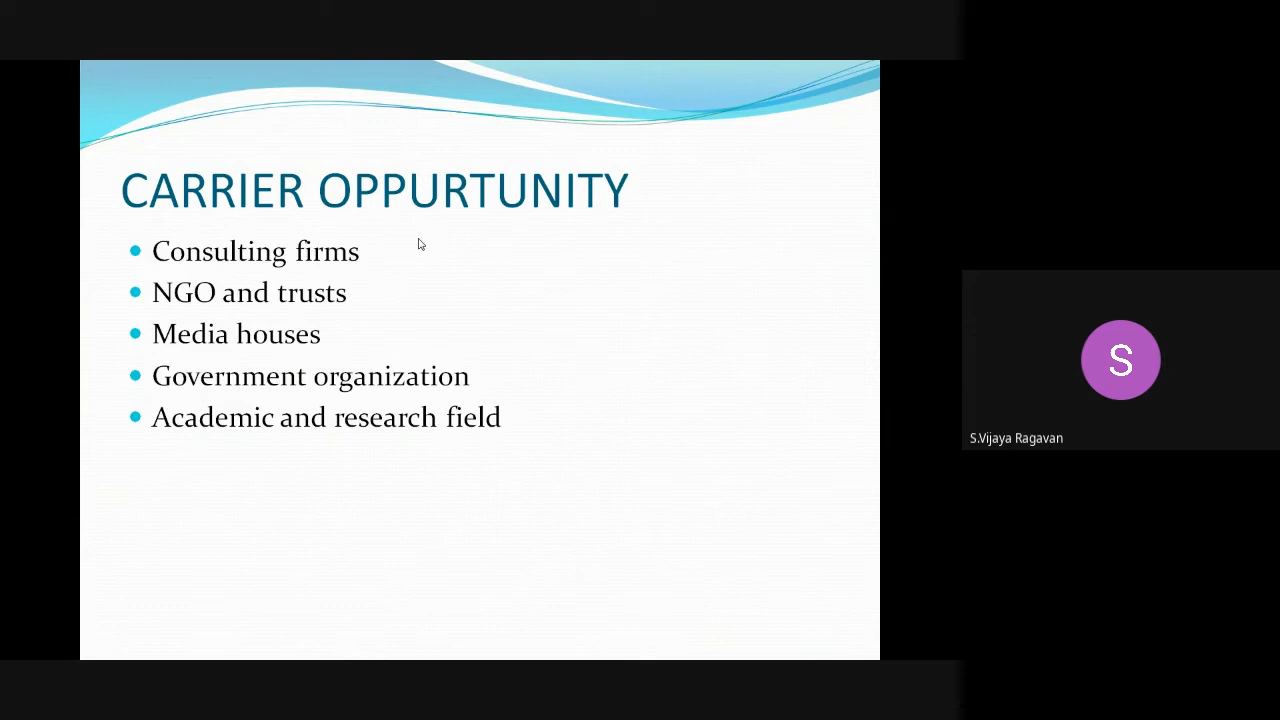 CARRIER OPPURTUNITY
Consulting firms
NGO and trusts
Media houses
Government organization
Academic and research field
S
S.Vijaya Ragavan